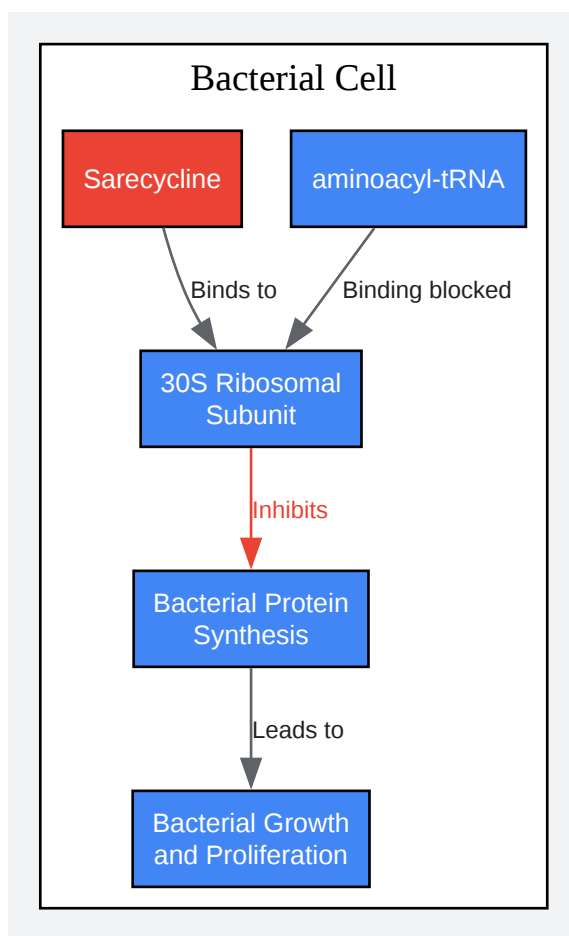 Bacterial Cell
Sarecycline
aminoacyl-tRNA
Binds to
Binding blocked
30S Ribosomal
Subunit
Inhibits
Bacterial Protein
Synthesis
Leads to
Bacterial Growth
and Proliferation